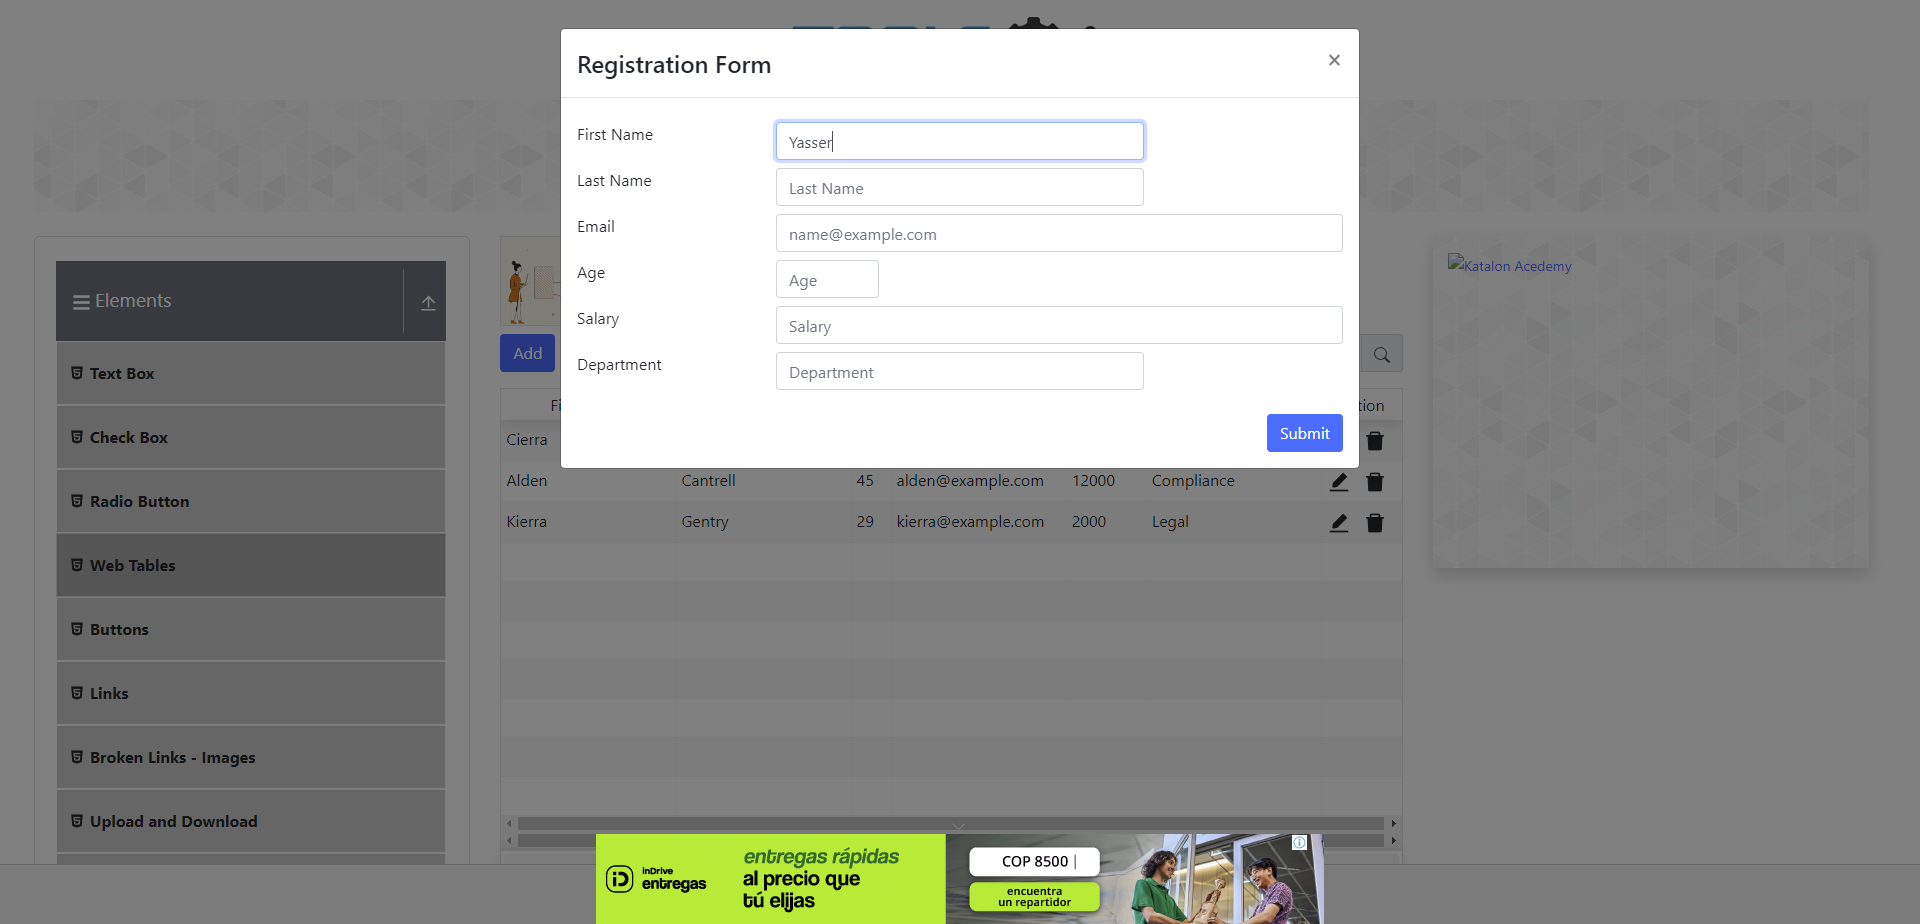 Registration Form
×
First Name
Yasser
Last Name
Last Name
Email
name@example.com
Age
Age
Salary
Salary
Department
Department
Submit
Elements
Text Box
Check Box
Radio Button
Web Tables
Buttons
Links
Broken Links - Images
Upload and Download
Add
Cierra
Alden Cantrell 45 alden@example.com 12000 Compliance
Kierra Gentry 29 kierra@example.com 2000 Legal
Katalon Acedemy
inDrive
entregas
entregas rápidas
al precio que
tú elijas
COP 8500 |
encuentra
un repartidor